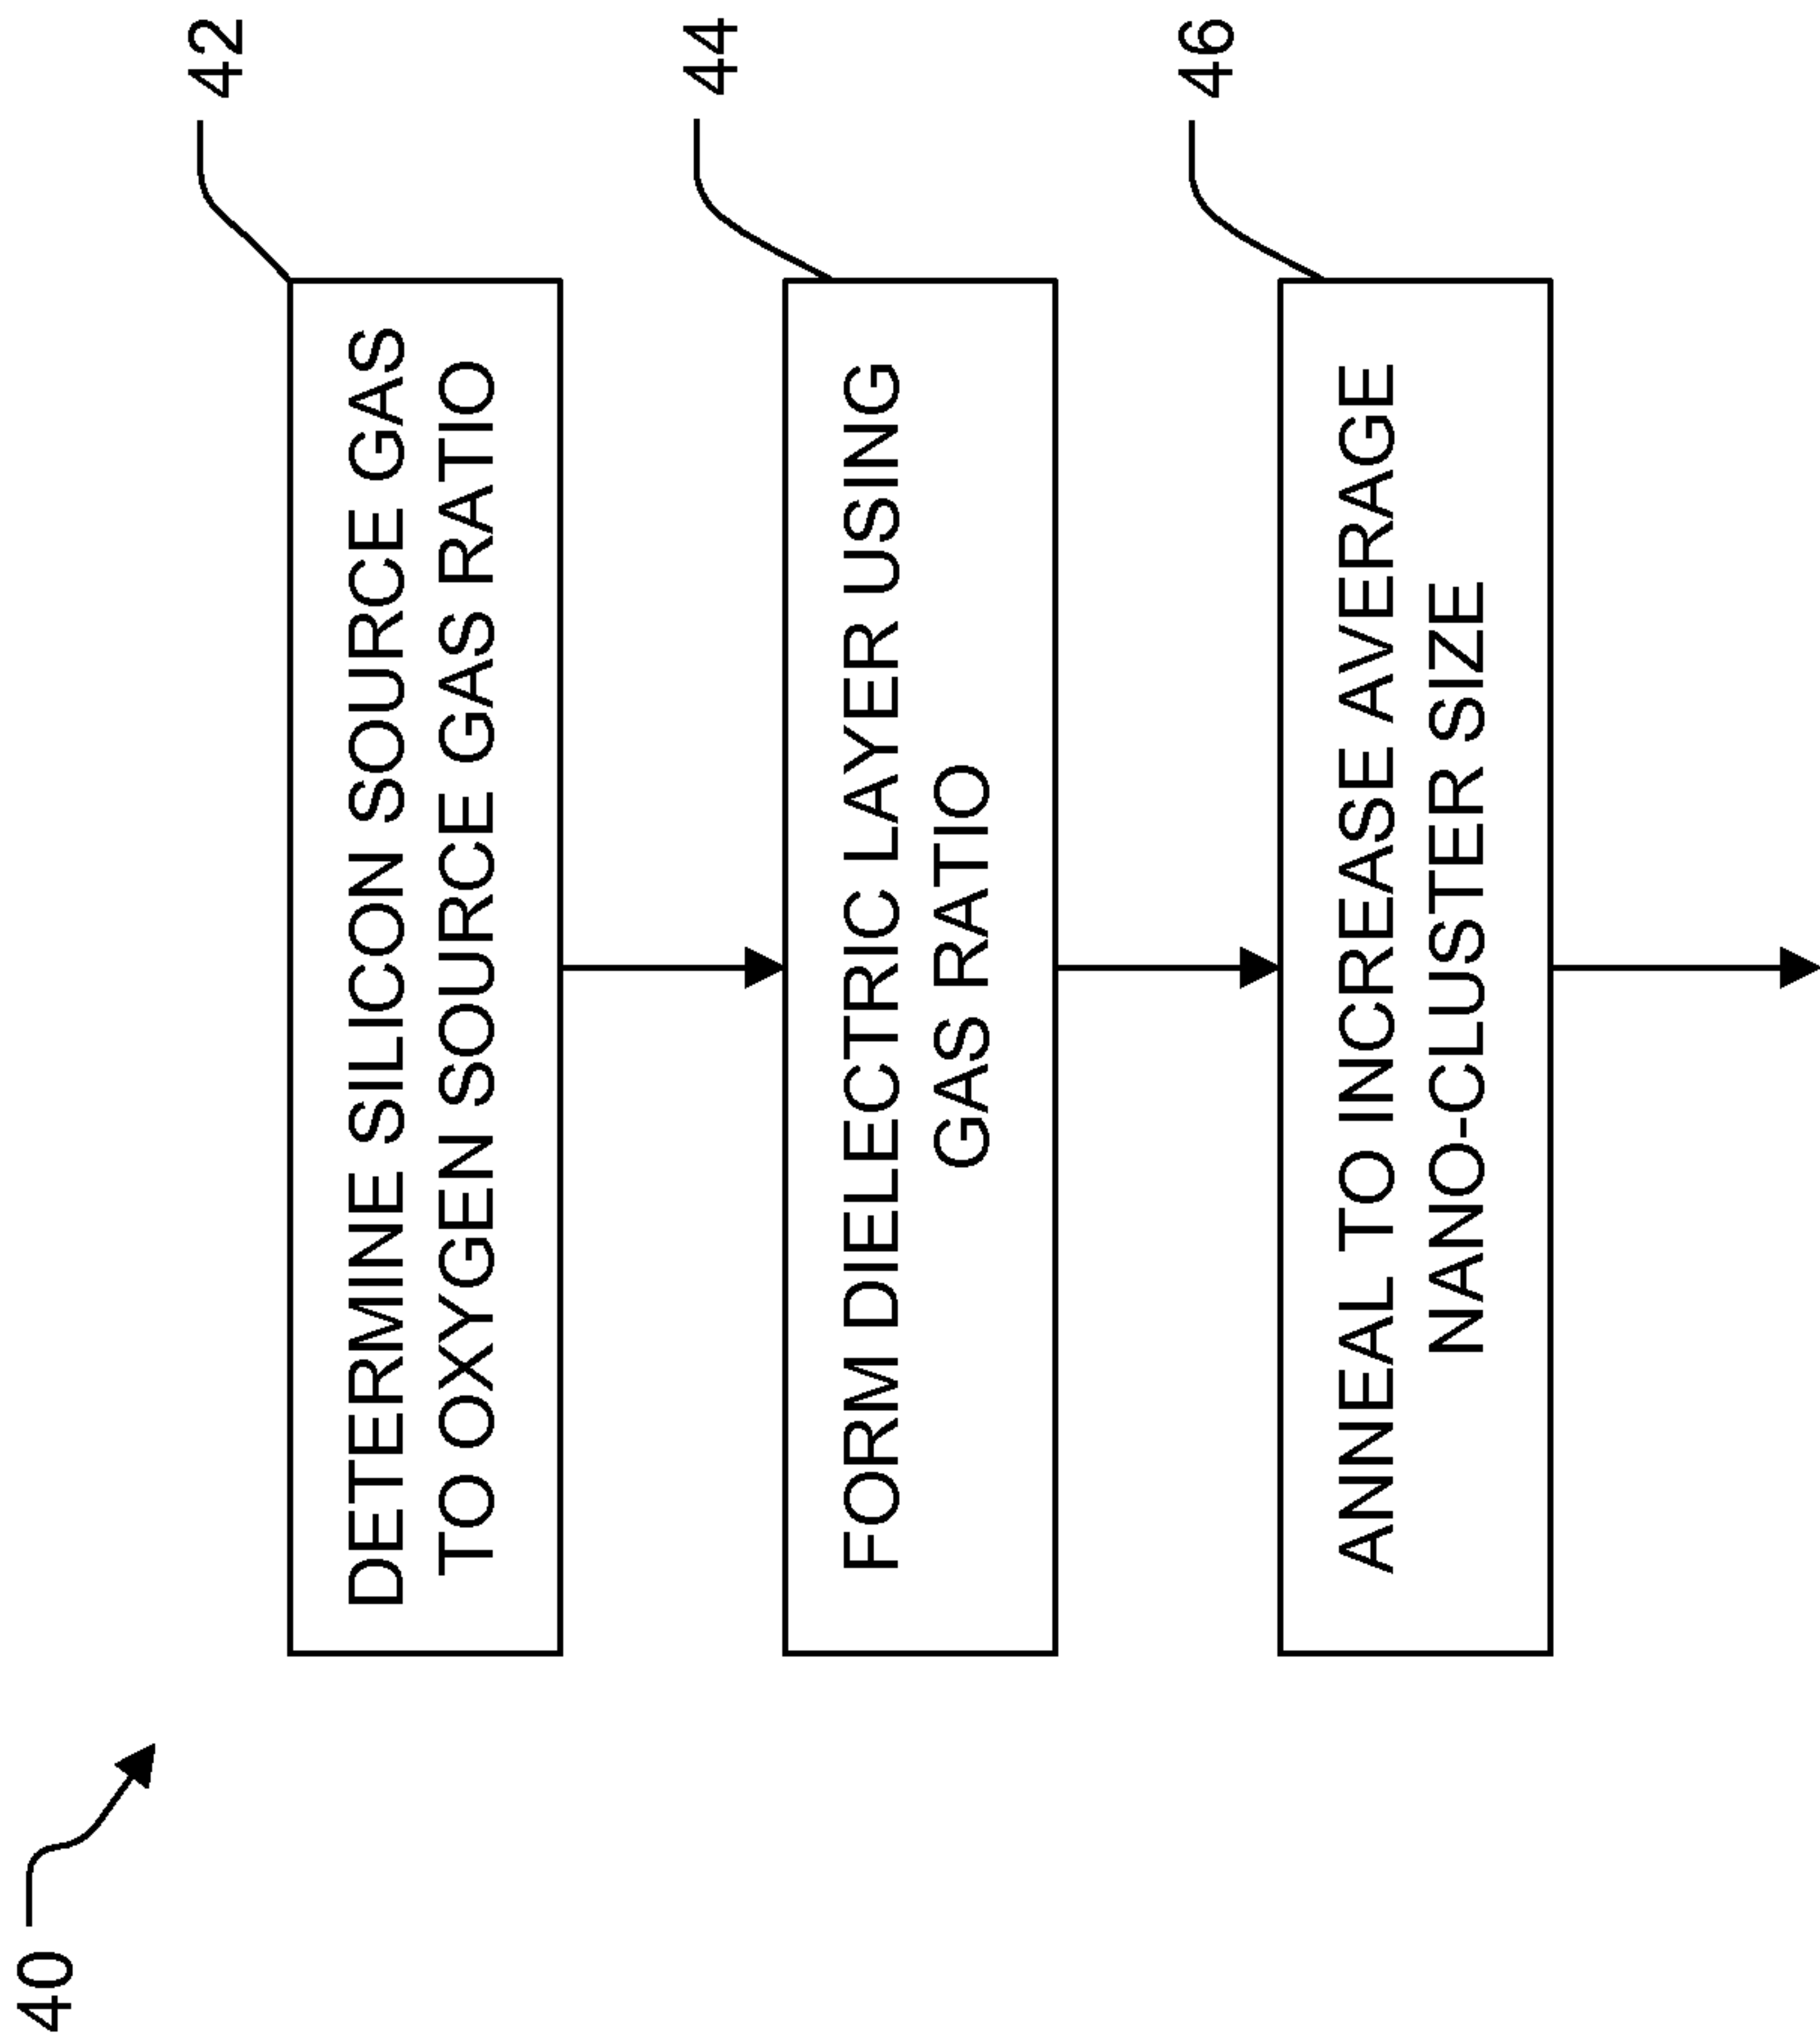 40
42
DETERMINE SILICON SOURCE GAS
TO OXYGEN SOURCE GAS RATIO
44
FORM DIELECTRIC LAYER USING
GAS RATIO
46
ANNEAL TO INCREASE AVERAGE
NANO-CLUSTER SIZE